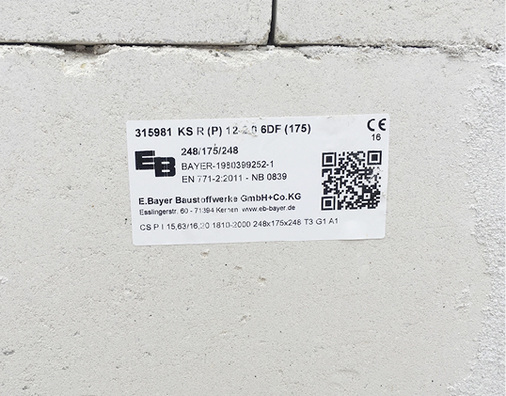 315981 KS R (P) 12-2.0 6DF (175)
CE
16
EB
248/175/248
BAYER-1980399252-1
EN 771-2:2011 - NB 0839
E.Bayer Baustoffwerke GmbH+Co.KG
Esslingerstr. 60 - 71394 Kernen www.eb-bayer.de
CS P I 15,63/16,20 1810-2000 248x175x248 T3 G1 A1